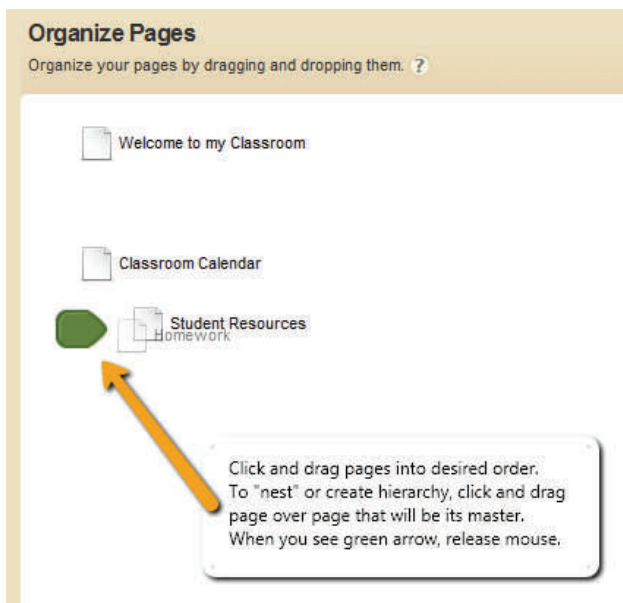 Organize Pages
Organize your pages by dragging and dropping them. ?
Welcome to my Classroom
Classroom Calendar
Student Resources
Homework
Click and drag pages into desired order.
To "nest" or create hierarchy, click and drag
page over page that will be its master.
When you see green arrow, release mouse.